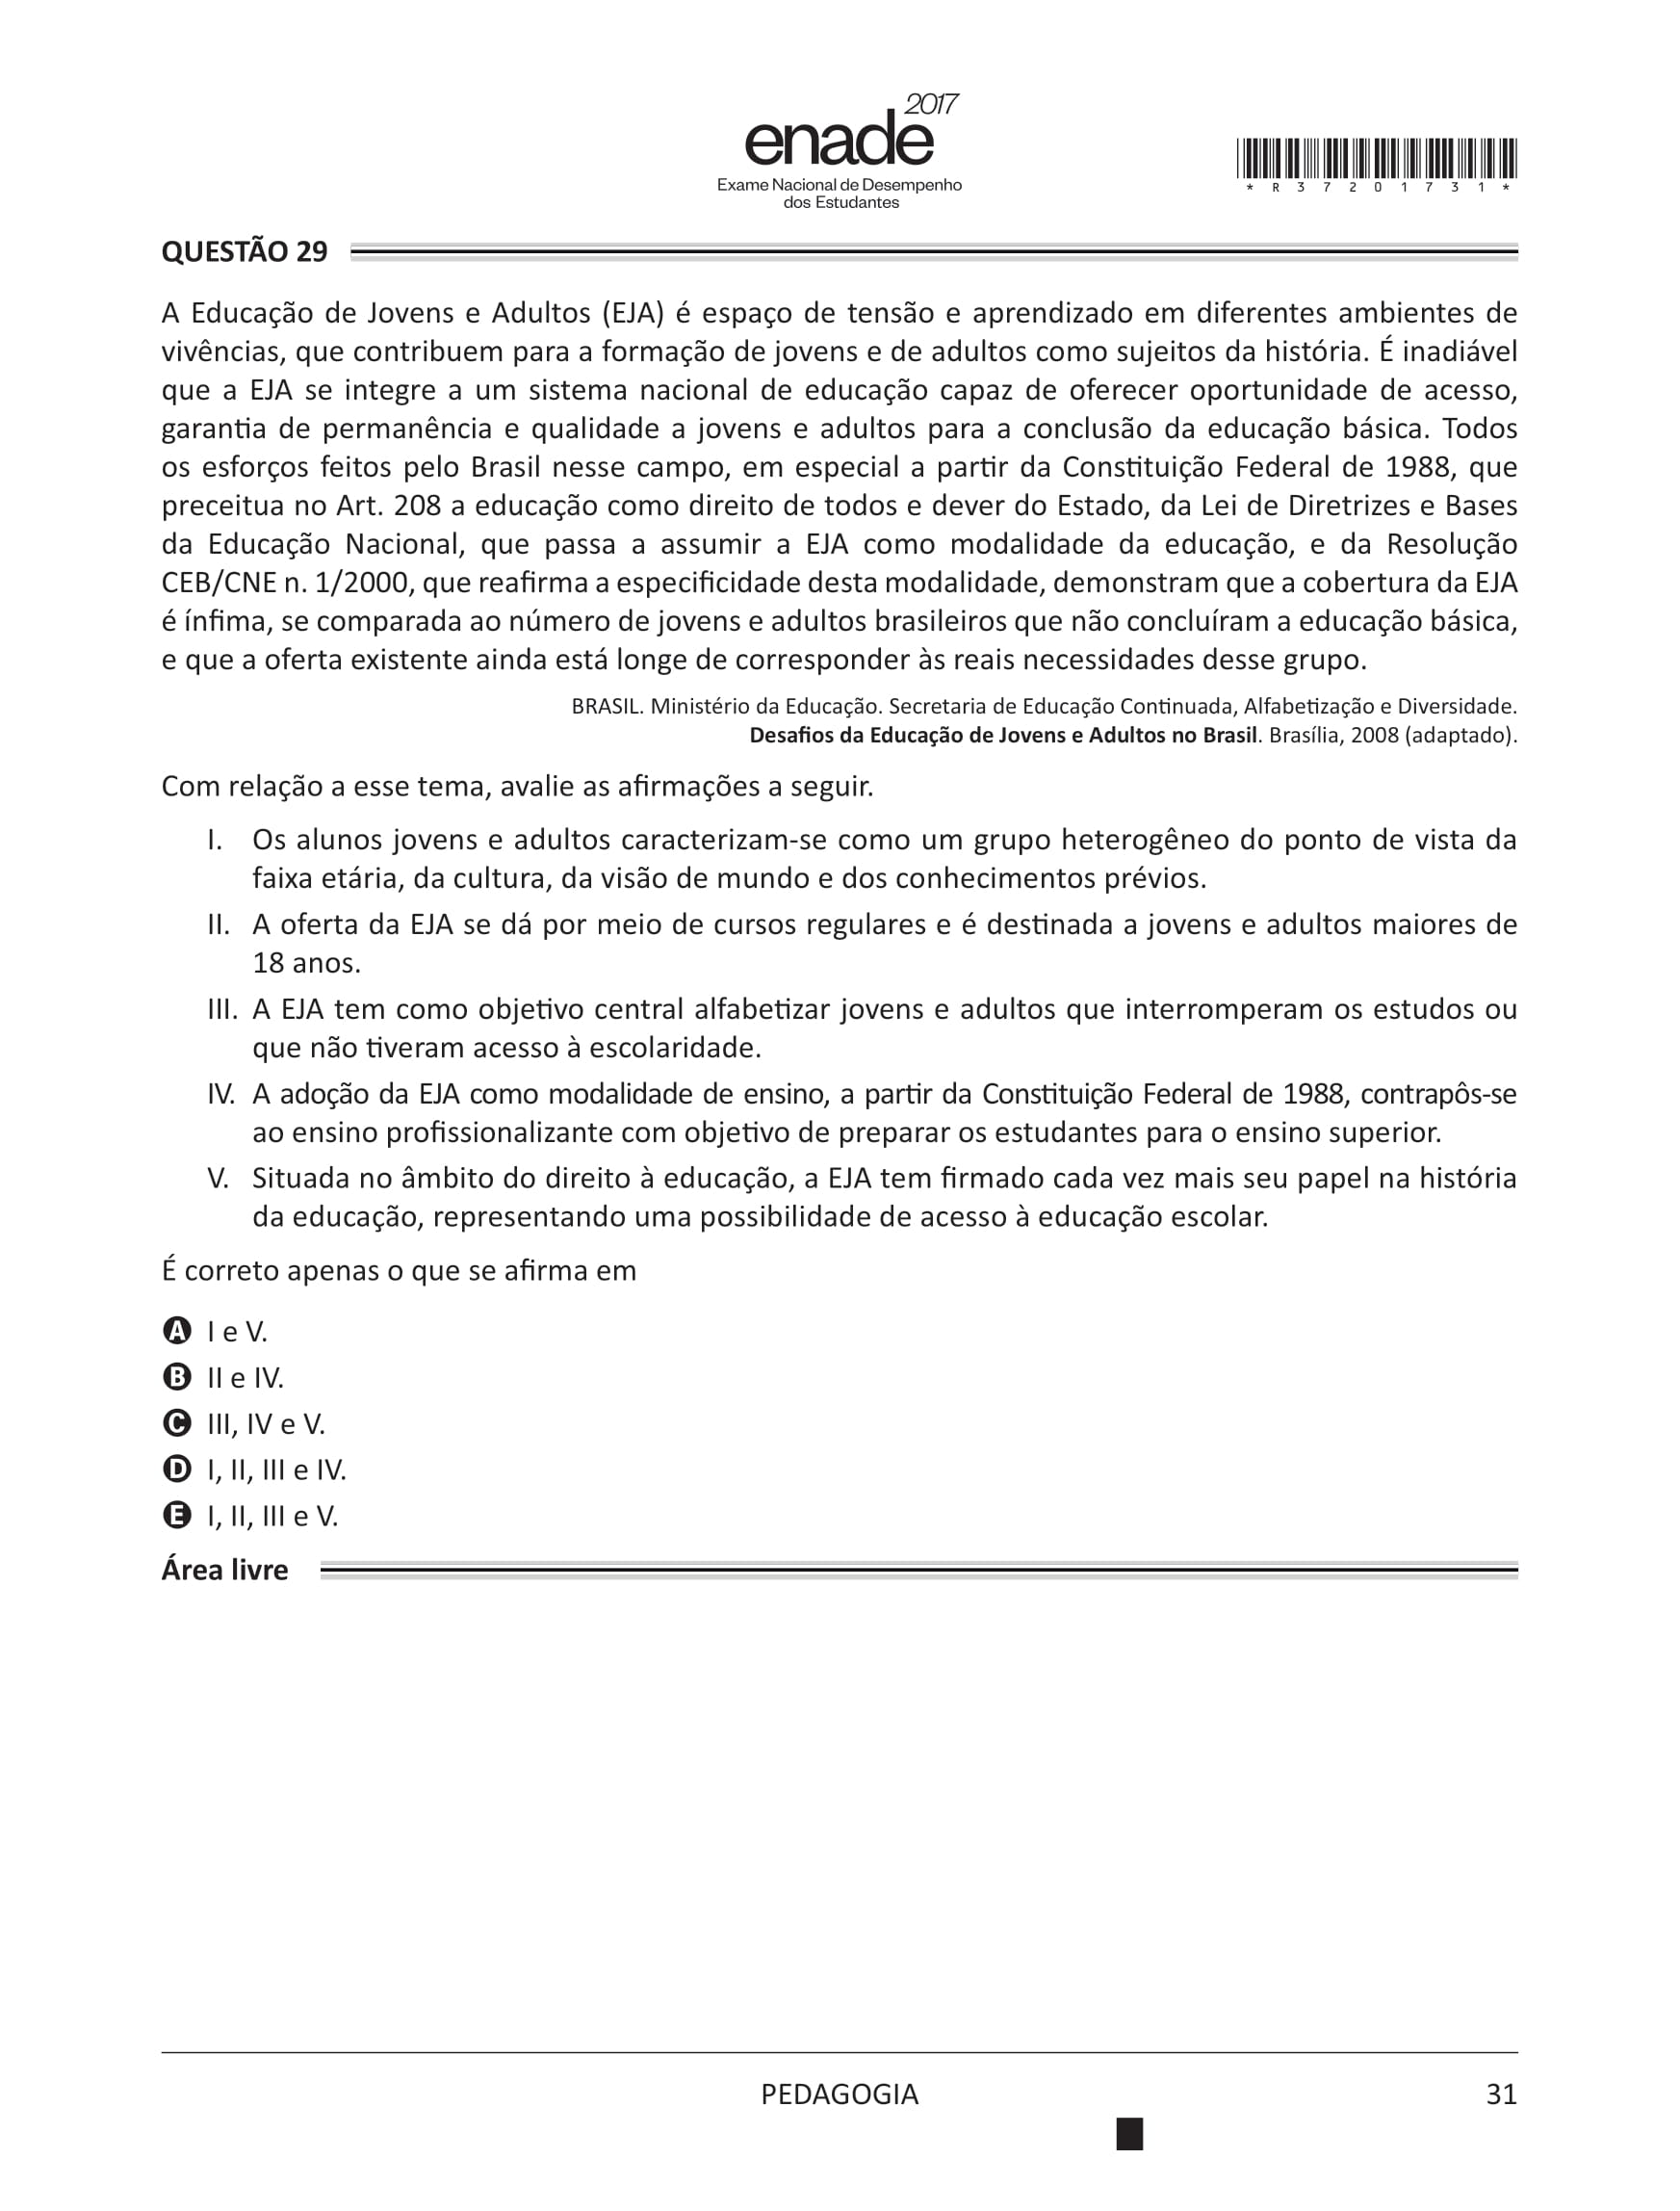 2017
enade
Exame Nacional de Desempenho
dos Estudantes
* R 3 7 2 0 1 7 3 1 *
QUESTÃO 29
A Educação de Jovens e Adultos (EJA) é espaço de tensão e aprendizado em diferentes ambientes de
vivências, que contribuem para a formação de jovens e de adultos como sujeitos da história. É inadiável
que a EJA se integre a um sistema nacional de educação capaz de oferecer oportunidade de acesso,
garantia de permanência e qualidade a jovens e adultos para a conclusão da educação básica. Todos
os esforços feitos pelo Brasil nesse campo, em especial a partir da Constituição Federal de 1988, que
preceitua no Art. 208 a educação como direito de todos e dever do Estado, da Lei de Diretrizes e Bases
da Educação Nacional, que passa a assumir a EJA como modalidade da educação, e da Resolução
CEB/CNE n. 1/2000, que reafirma a especificidade desta modalidade, demonstram que a cobertura da EJA
é ínfima, se comparada ao número de jovens e adultos brasileiros que não concluíram a educação básica,
e que a oferta existente ainda está longe de corresponder às reais necessidades desse grupo.
BRASIL. Ministério da Educação. Secretaria de Educação Continuada, Alfabetização e Diversidade.
Desafios da Educação de Jovens e Adultos no Brasil. Brasília, 2008 (adaptado).
Com relação a esse tema, avalie as afirmações a seguir.
I. Os alunos jovens e adultos caracterizam-se como um grupo heterogêneo do ponto de vista da
faixa etária, da cultura, da visão de mundo e dos conhecimentos prévios.
II. A oferta da EJA se dá por meio de cursos regulares e é destinada a jovens e adultos maiores de
18 anos.
III. A EJA tem como objetivo central alfabetizar jovens e adultos que interromperam os estudos ou
que não tiveram acesso à escolaridade.
IV. A adoção da EJA como modalidade de ensino, a partir da Constituição Federal de 1988, contrapôs-se
ao ensino profissionalizante com objetivo de preparar os estudantes para o ensino superior.
V. Situada no âmbito do direito à educação, a EJA tem firmado cada vez mais seu papel na história
da educação, representando uma possibilidade de acesso à educação escolar.
É correto apenas o que se afirma em
A I e V.
B II e IV.
C III, IV e V.
D I, II, III e IV.
E I, II, III e V.
Área livre
PEDAGOGIA
31